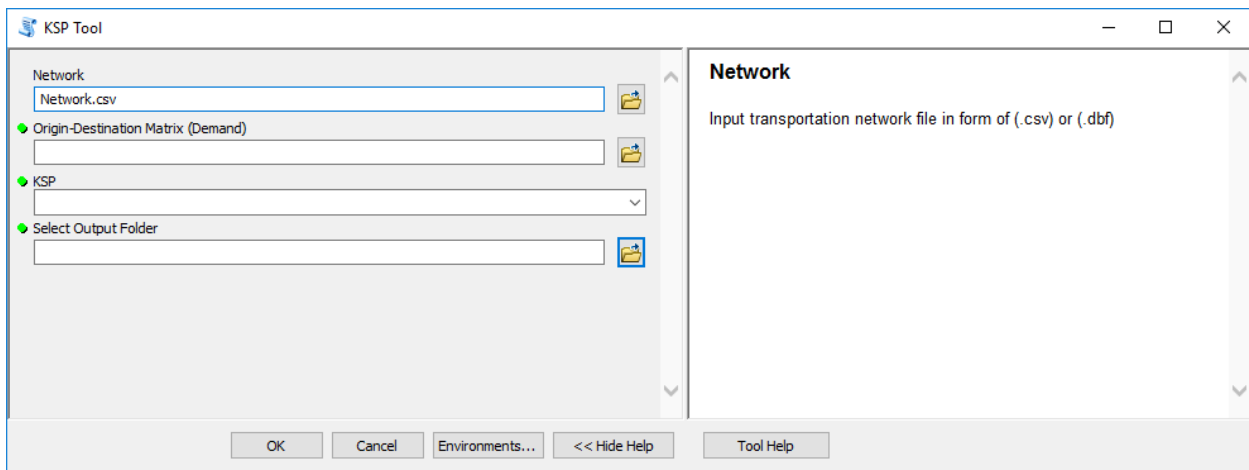 KSP Tool
Network
Network.csv
Origin-Destination Matrix (Demand)
KSP
Select Output Folder
Network
Input transportation network file in form of (.csv) or (.dbf)
OK
Cancel
Environments...
<< Hide Help
Tool Help